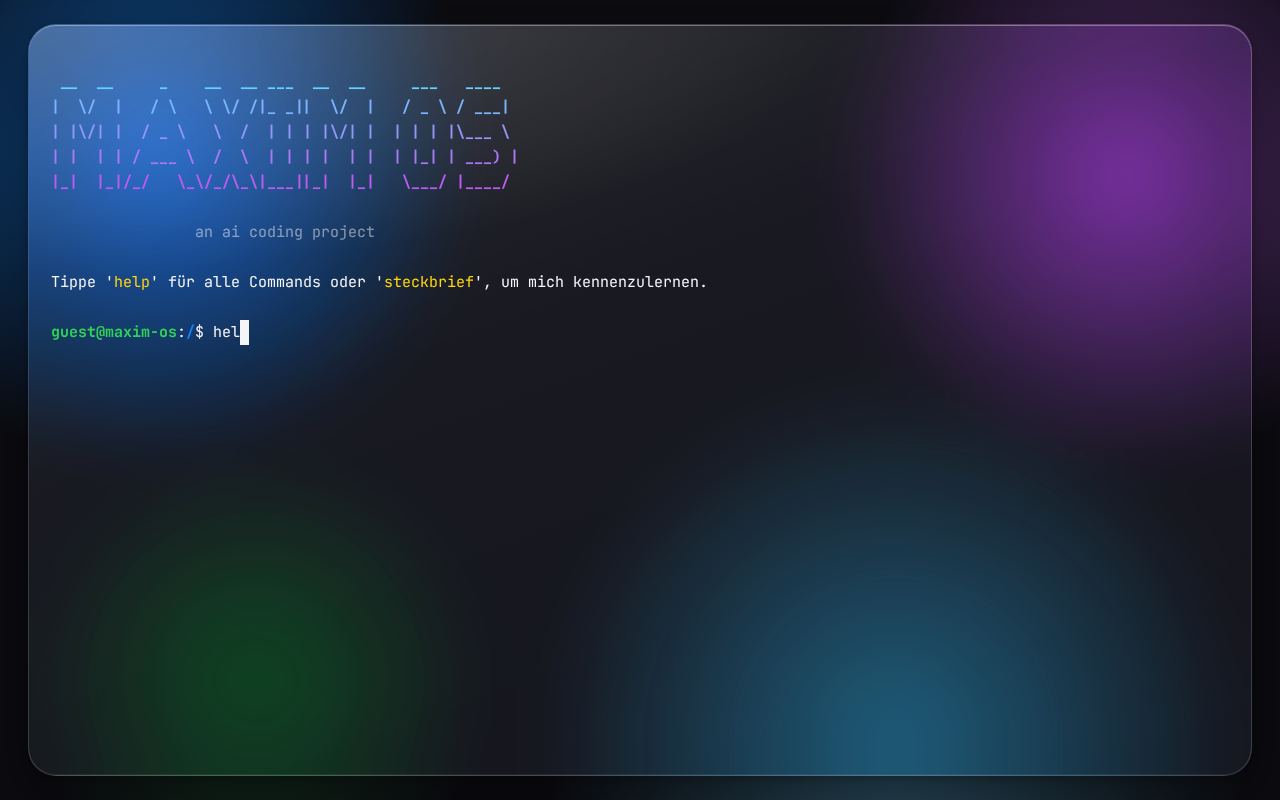 MAXIM OS
an ai coding project
Tippe 'help' für alle Commands oder 'steckbrief', um mich kennenzulernen.
guest@maxim-os:/$ hel